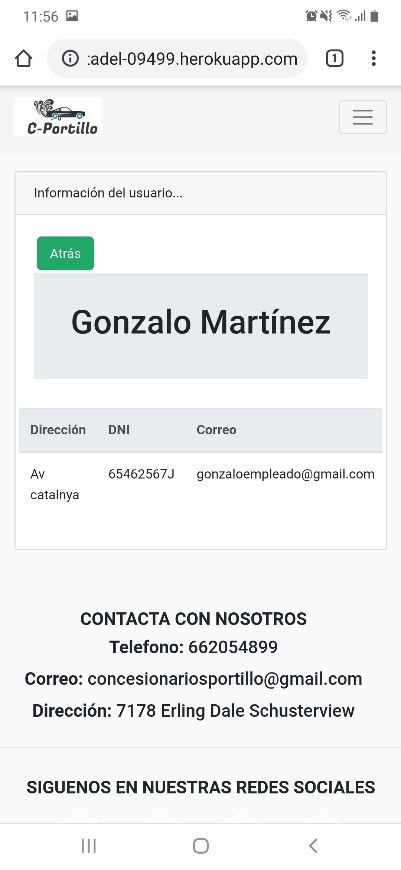 11:56
:adel-09499.herokuapp.com
1
C-Portillo
Información del usuario...
Atrás
Gonzalo Martínez
Dirección DNI Correo
Av 65462567J gonzaloempleado@gmail.com
catalnya
CONTACTA CON NOSOTROS
Telefono: 662054899
Correo: concesionariosportillo@gmail.com
Dirección: 7178 Erling Dale Schusterview
SIGUENOS EN NUESTRAS REDES SOCIALES